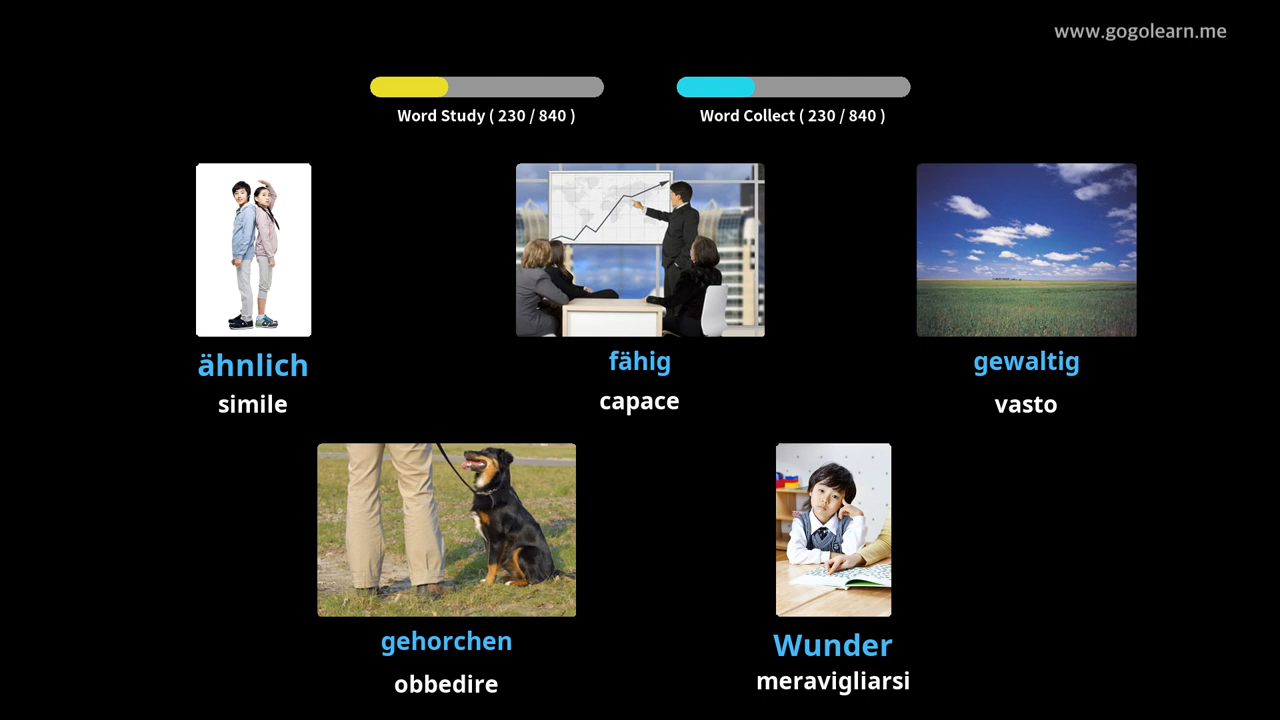 www.gogolearn.me
Word Study ( 230 / 840 )
Word Collect ( 230 / 840 )
ähnlich
simile
fähig
capace
gewaltig
vasto
gehorchen
obbedire
Wunder
meravigliarsi